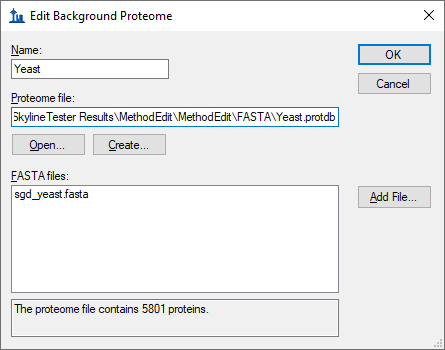 Edit Background Proteome
Name:
OK
Yeast
Cancel
Proteome file:
SkylineTester Results\MethodEdit\MethodEdit\FASTA\Yeast.protdb
Open...
Create...
FASTA files:
sgd_yeast.fasta
Add File...
The proteome file contains 5801 proteins.